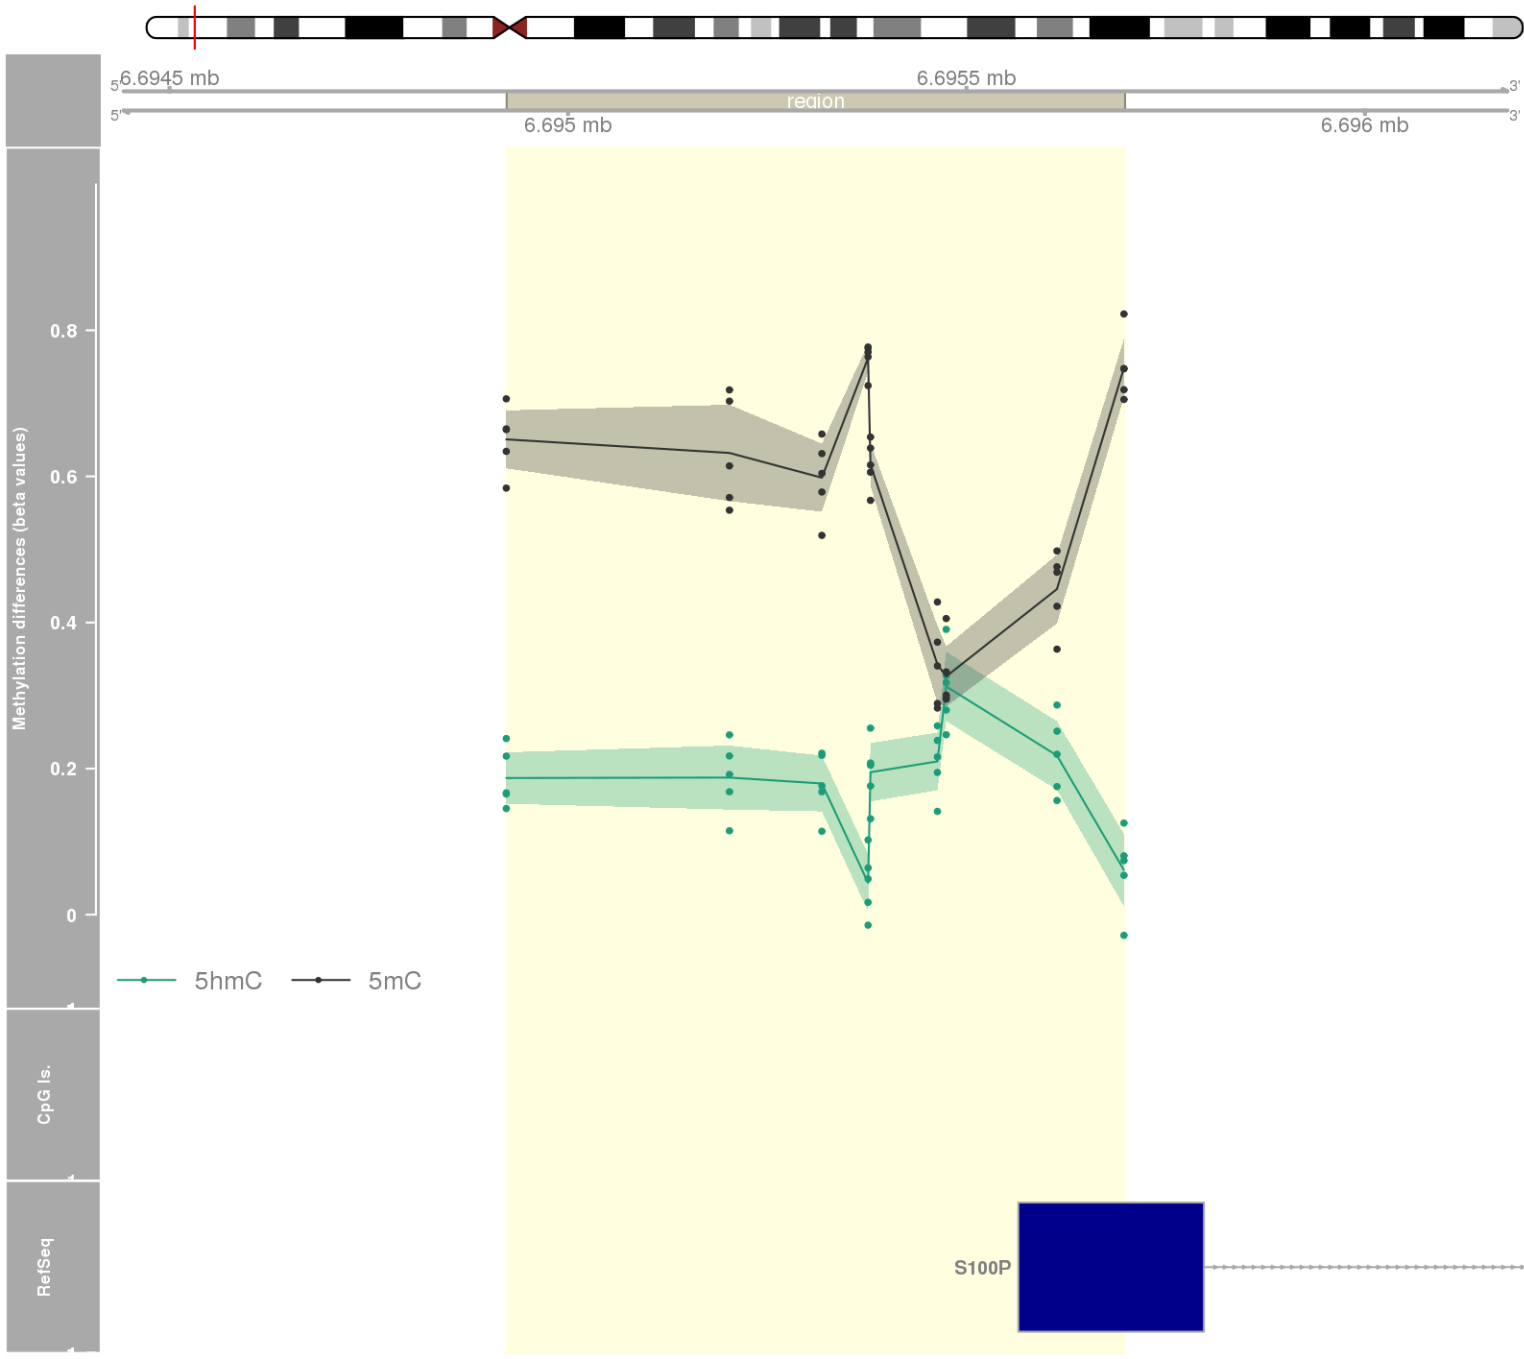 6.6945 mb
6.6955 mb
5'
3'
region
5'
3'
6.695 mb
6.696 mb
Methylation differences (beta values)
0.8
0.6
0.4
0.2
0
5hmC
5mC
CpG Is.
RefSeq
S100P